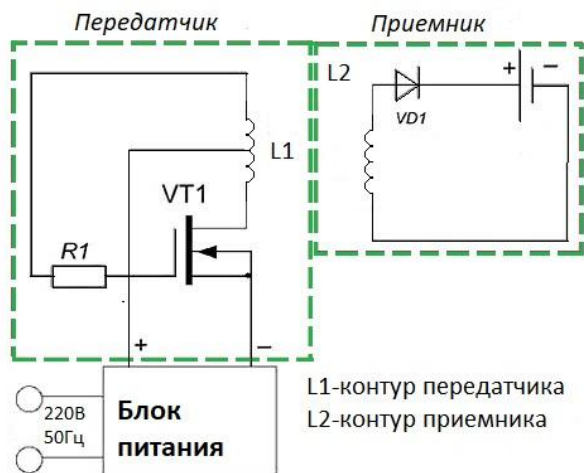 Передатчик
Приемник
L2
+
−
VD1
L1
VT1
R1
+
−
220В
50Гц
Блок
питания
L1-контур передатчика
L2-контур приемника